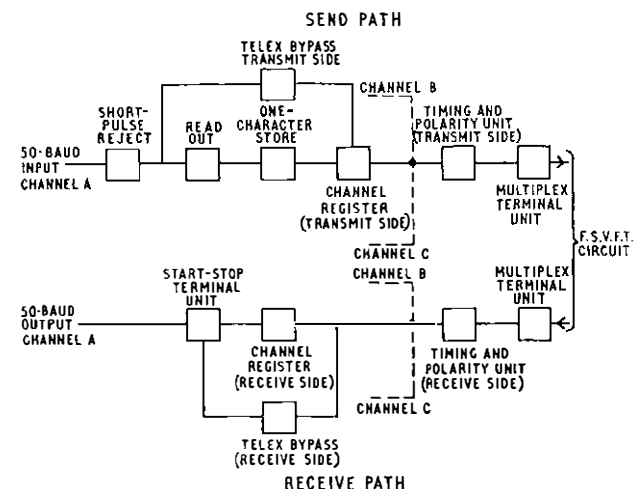 SEND PATH
TELEX BYPASS
TRANSMIT SIDE
CHANNEL B
SHORT-
PULSE
REJECT
READ
OUT
ONE-
CHARACTER
STORE
TIMING AND
POLARITY UNIT
(TRANSMIT SIDE)
50-BAUD
INPUT
CHANNEL A
CHANNEL
REGISTER
(TRANSMIT SIDE)
MULTIPLEX
TERMINAL
UNIT
CHANNEL C
F.S.V.F.T.
CIRCUIT
START-STOP
TERMINAL
UNIT
CHANNEL B
MULTIPLEX
TERMINAL
UNIT
50-BAUD
OUTPUT
CHANNEL A
CHANNEL
REGISTER
(RECEIVE SIDE)
TIMING AND
POLARITY UNIT
(RECEIVE SIDE)
CHANNEL C
TELEX BYPASS
(RECEIVE SIDE)
RECEIVE PATH